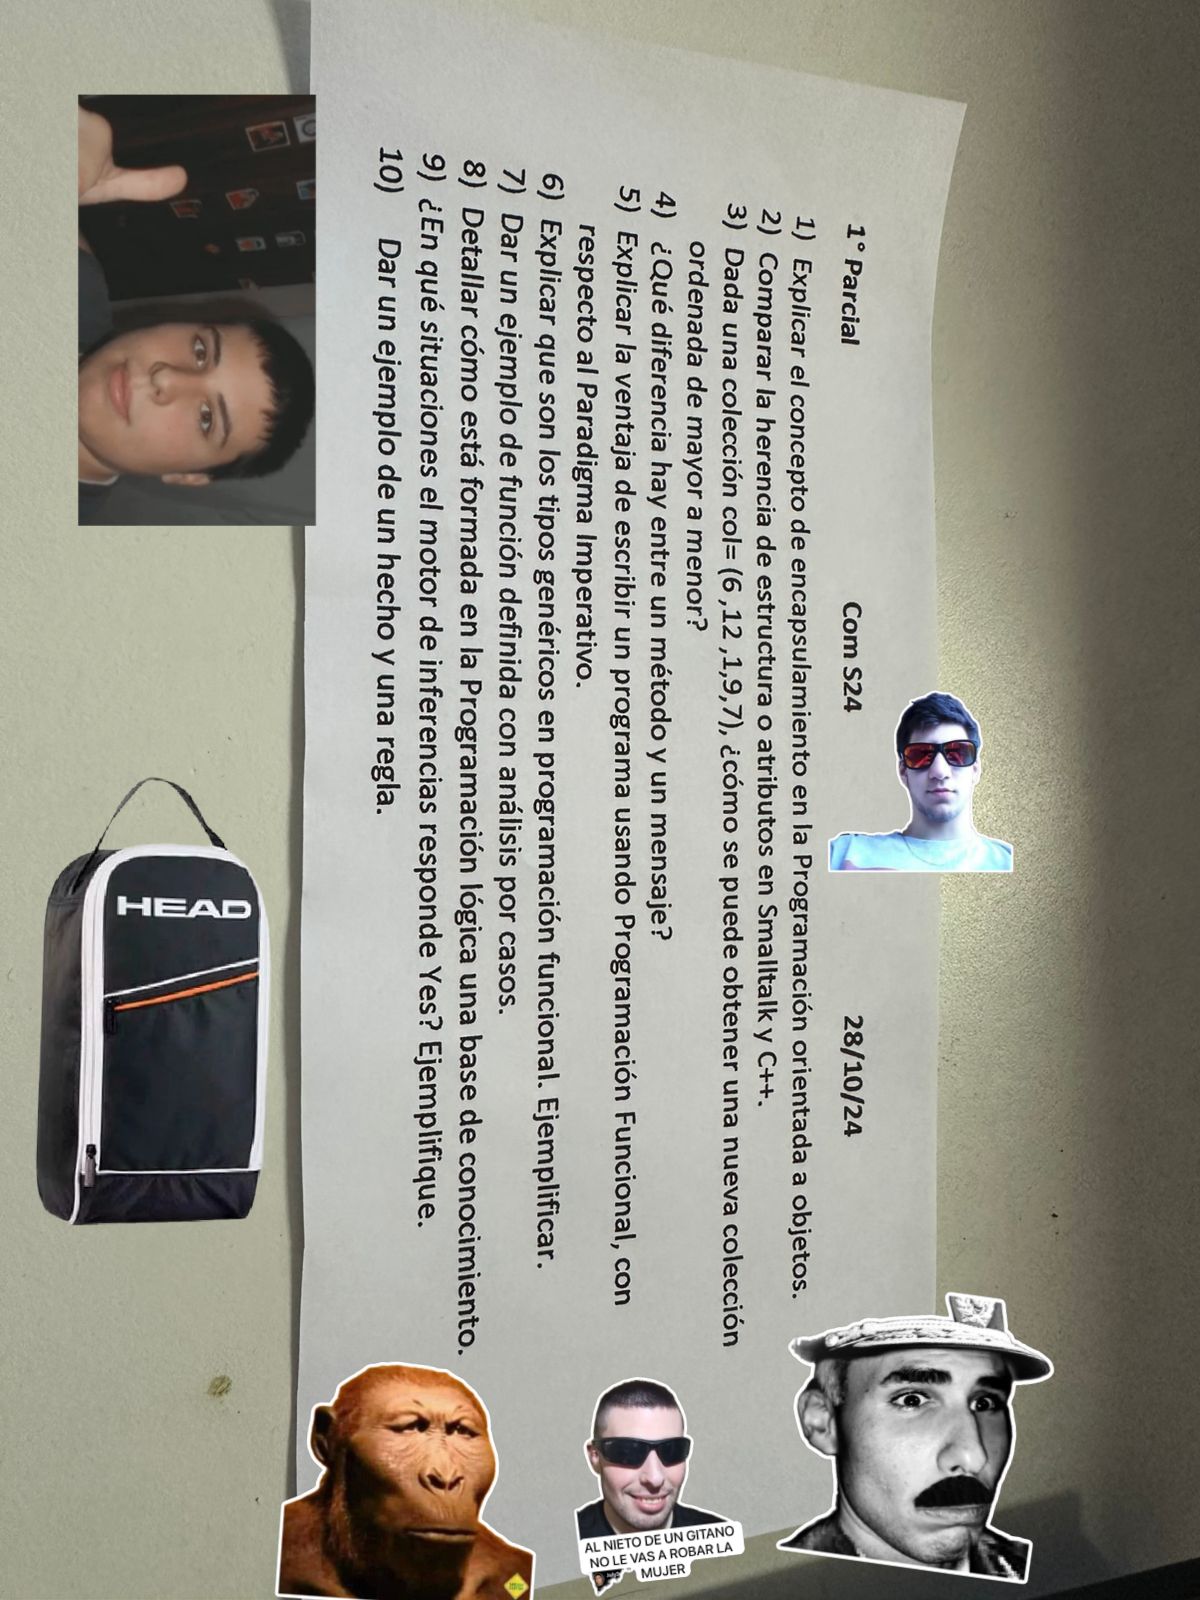 1° Parcial Com S24 28/10/24
1) Explicar el concepto de encapsulamiento en la Programación orientada a objetos.
2) Comparar la herencia de estructura o atributos en Smalltalk y C++.
3) Dada una colección col= (6 ,12 ,1,9,7), ¿cómo se puede obtener una nueva colección
ordenada de mayor a menor?
4) ¿Qué diferencia hay entre un método y un mensaje?
5) Explicar la ventaja de escribir un programa usando Programación Funcional, con
respecto al Paradigma Imperativo.
6) Explicar que son los tipos genéricos en programación funcional. Ejemplificar.
7) Dar un ejemplo de función definida con análisis por casos.
8) Detallar cómo está formada en la Programación lógica una base de conocimiento.
9) ¿En qué situaciones el motor de inferencias responde Yes? Ejemplifique.
10) Dar un ejemplo de un hecho y una regla.
AL NIETO DE UN GITANO
NO LE VAS A ROBAR LA
MUJER
HEAD